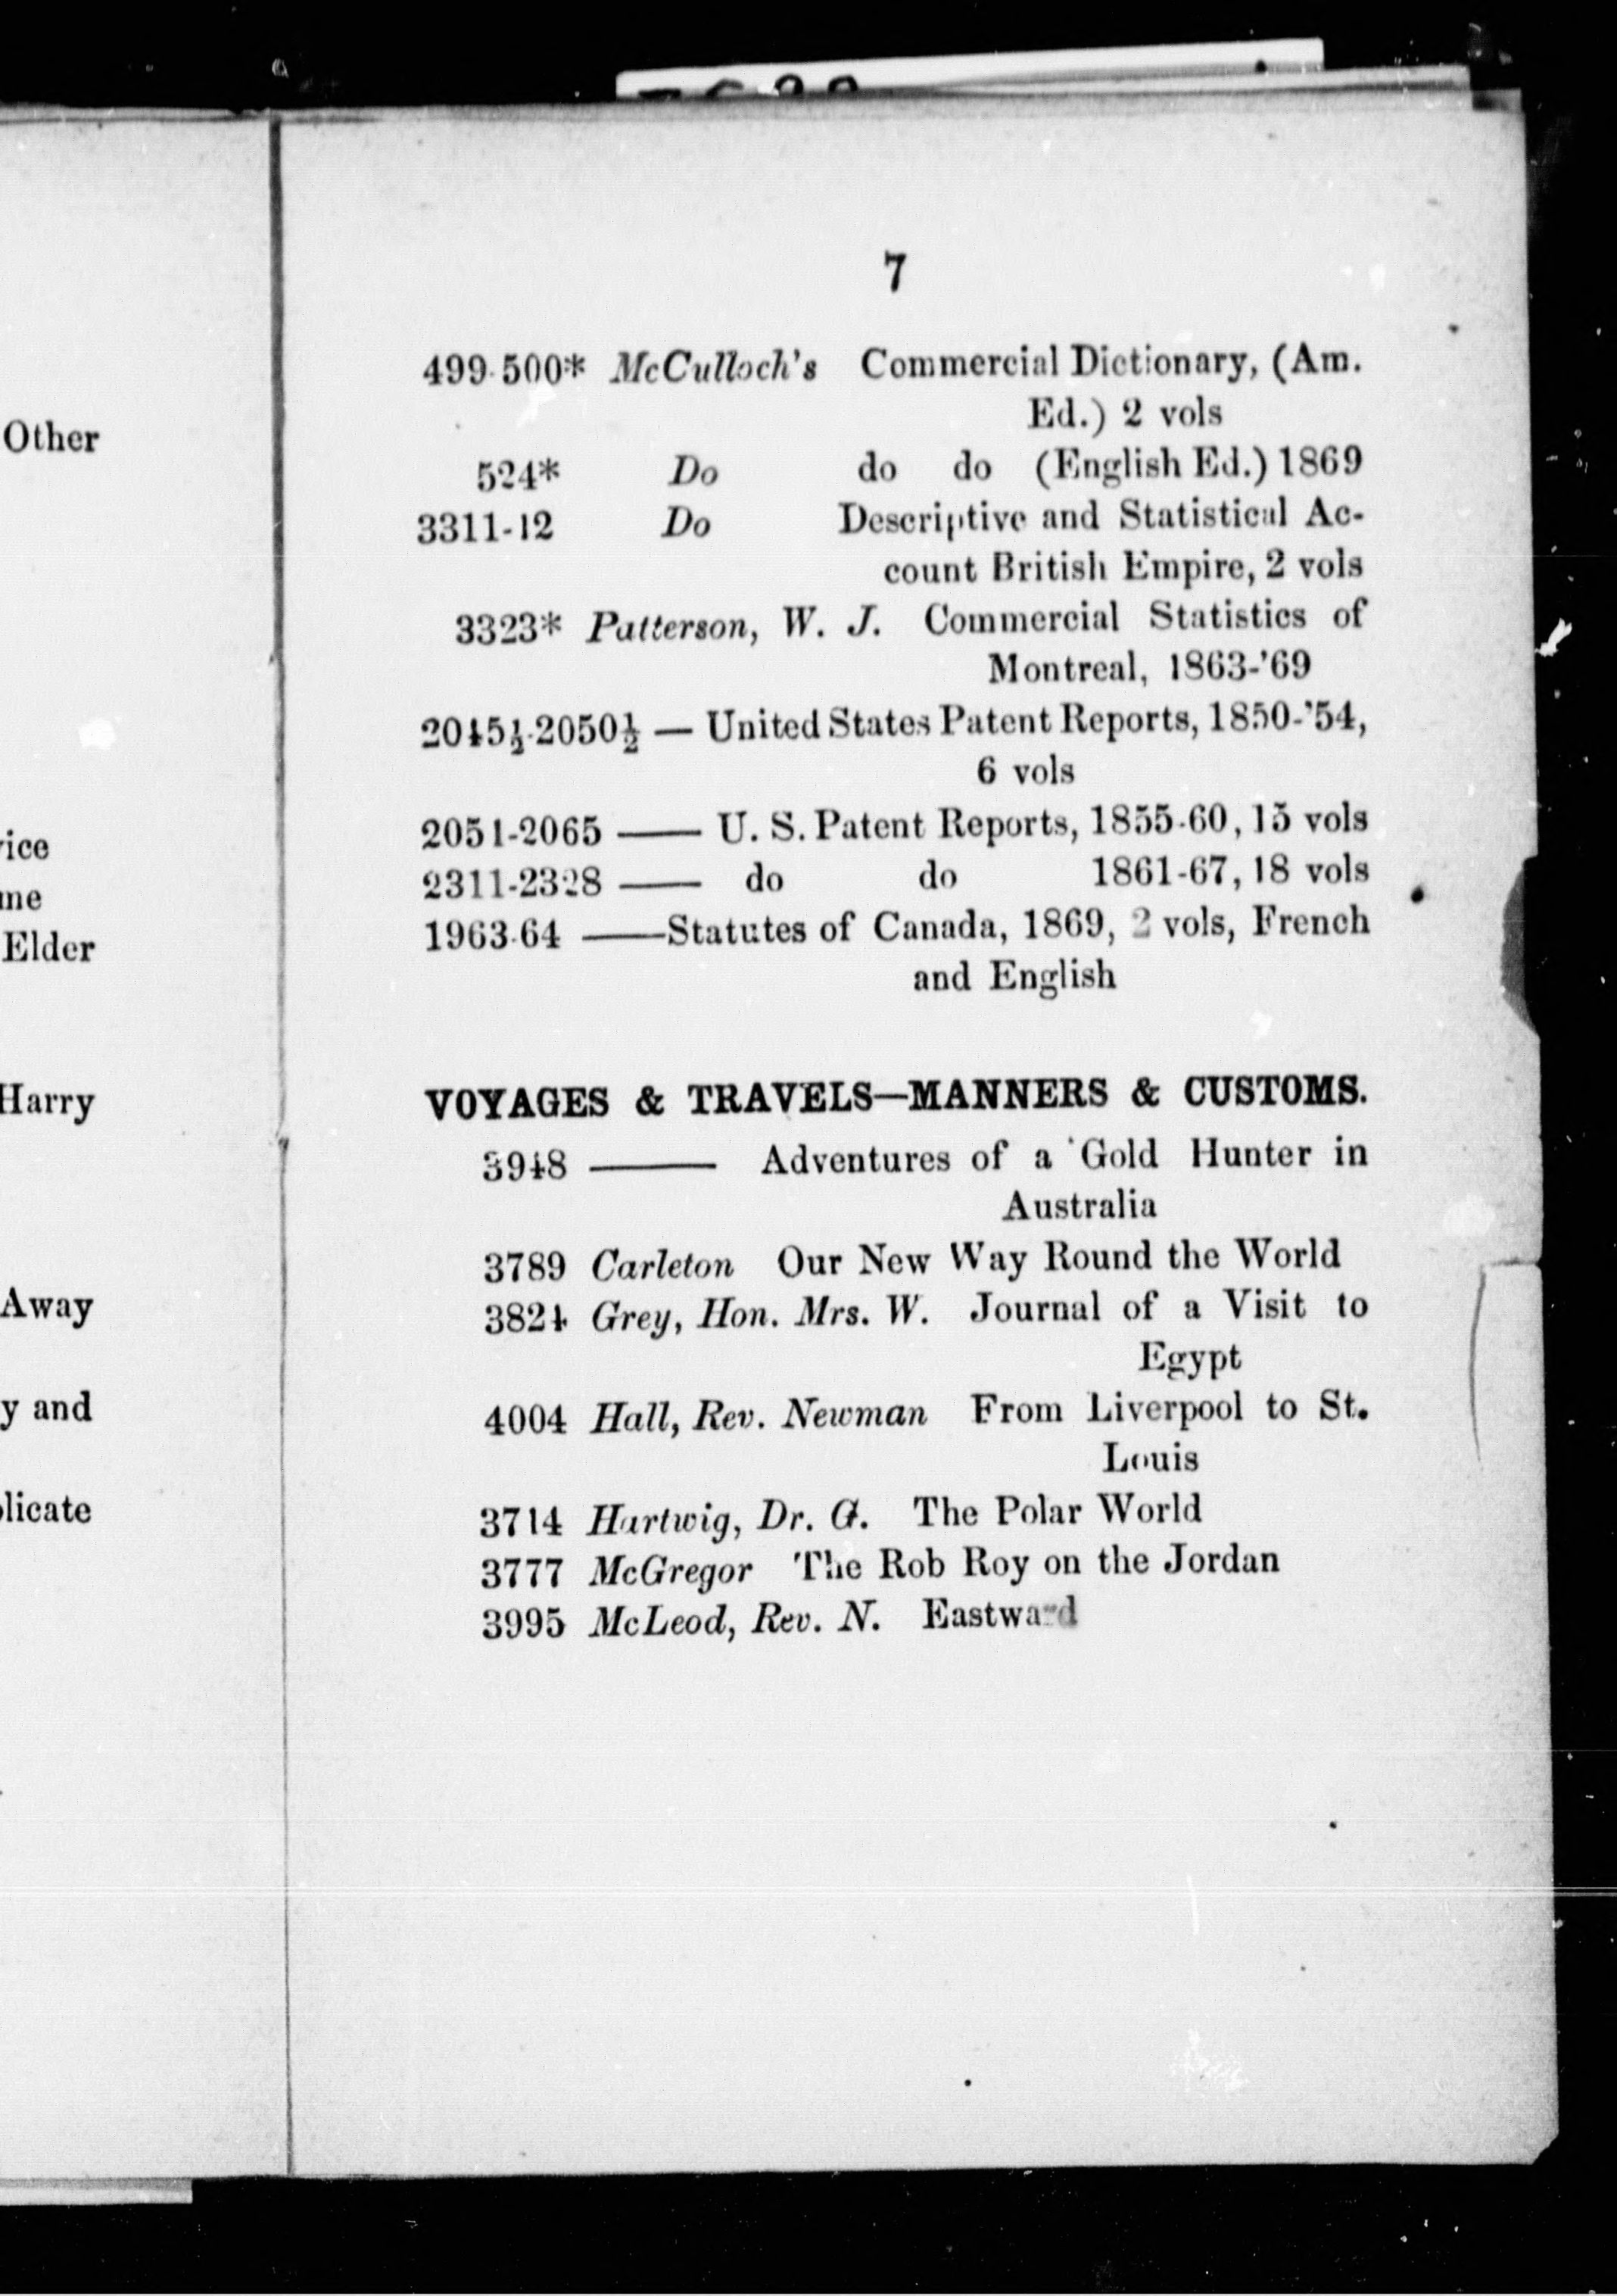 Other
ice
me
Elder
Harry
Away
y and
licate
7
499-500* McCulloch's Commercial Dictionary, (Am.
Ed.) 2 vols
524* Do do do (English Ed.) 1869
3311-12 Do Descriptive and Statistical Ac-
count British Empire, 2 vols
3323* Patterson, W. J. Commercial Statistics of
Montreal, 1863-'69
2045½-2050½ — United States Patent Reports, 1850-'54,
6 vols
2051-2065 —— U. S. Patent Reports, 1855-60, 15 vols
2311-2328 —— do do 1861-67, 18 vols
1963-64 ——Statutes of Canada, 1869, 2 vols, French
and English
VOYAGES & TRAVELS—MANNERS & CUSTOMS.
3948 ——— Adventures of a Gold Hunter in
Australia
3789 Carleton Our New Way Round the World
3824 Grey, Hon. Mrs. W. Journal of a Visit to
Egypt
4004 Hall, Rev. Newman From Liverpool to St.
Louis
3714 Hartwig, Dr. G. The Polar World
3777 McGregor The Rob Roy on the Jordan
3995 McLeod, Rev. N. Eastward